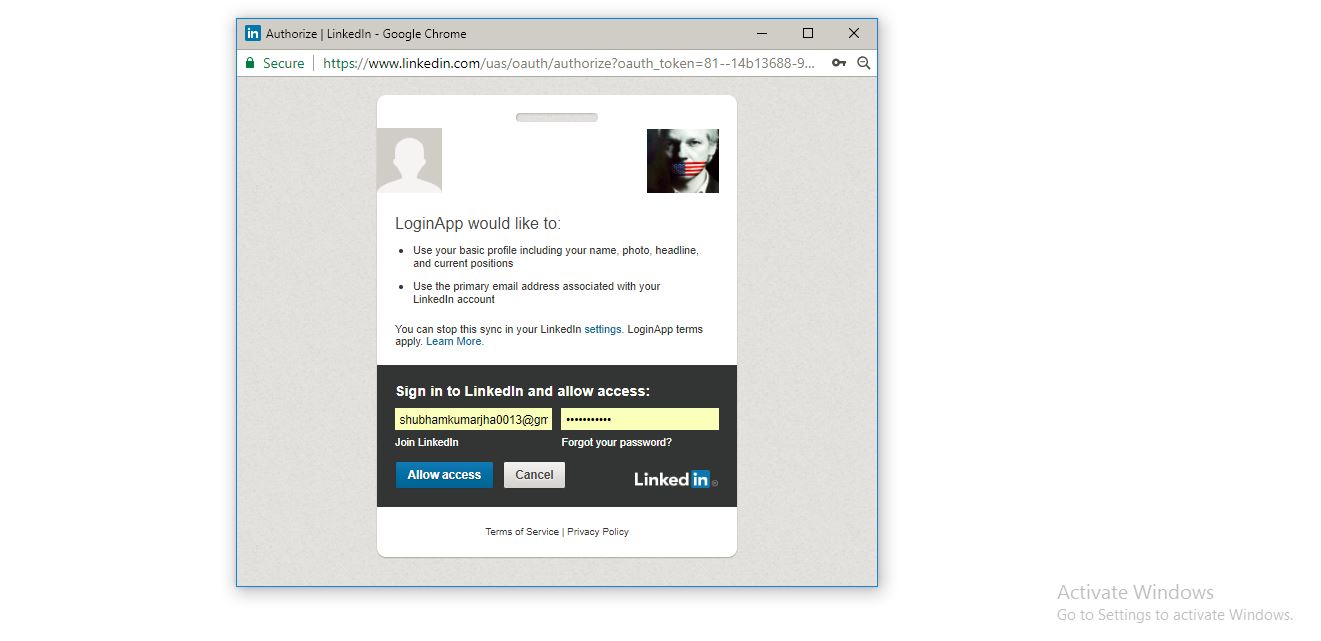 Authorize | LinkedIn - Google Chrome
Secure | https://www.linkedin.com/uas/oauth/authorize?oauth_token=81--14b13688-9...
LoginApp would like to:
• Use your basic profile including your name, photo, headline,
and current positions
• Use the primary email address associated with your
LinkedIn account
You can stop this sync in your LinkedIn settings. LoginApp terms
apply. Learn More.
Sign in to LinkedIn and allow access:
shubhamkumarjha0013@gm •••••••••••
Join LinkedIn Forgot your password?
Allow access Cancel LinkedIn®
Terms of Service | Privacy Policy
Activate Windows
Go to Settings to activate Windows.